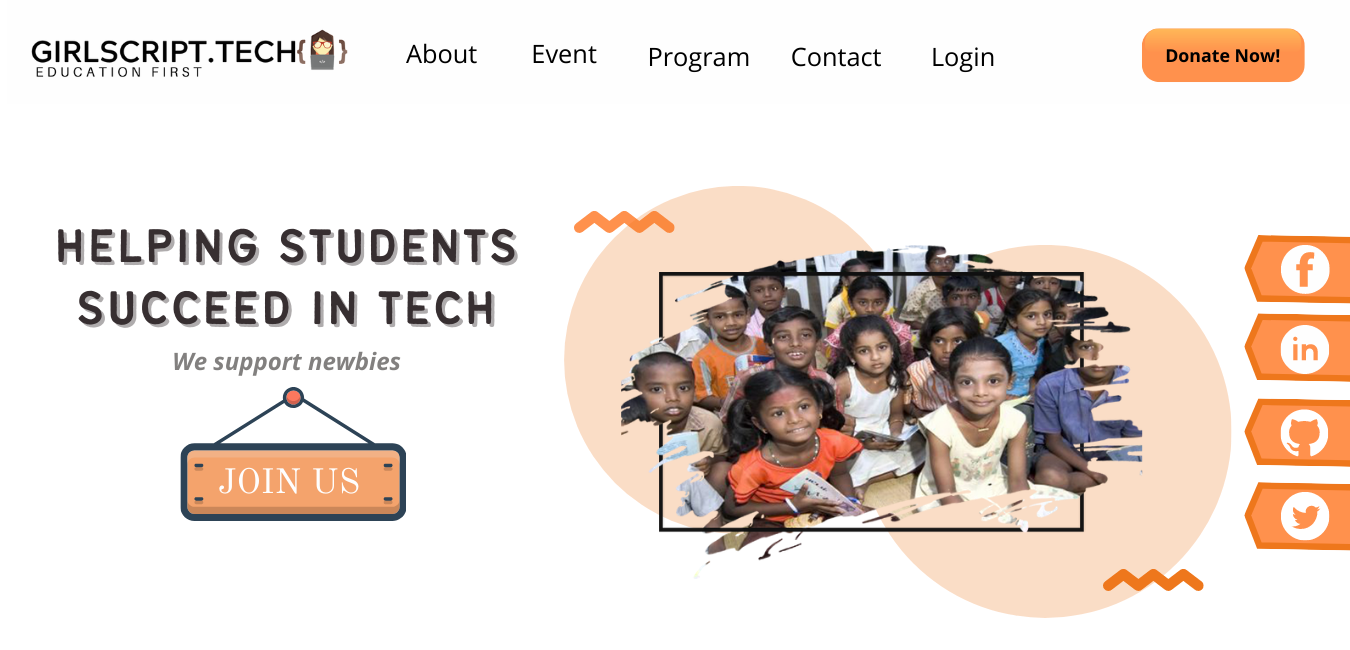 GIRLSCRIPT.TECH{ }
EDUCATION FIRST
About
Event
Program
Contact
Login
Donate Now!
HELPING STUDENTS
SUCCEED IN TECH
We support newbies
JOIN US
f
in